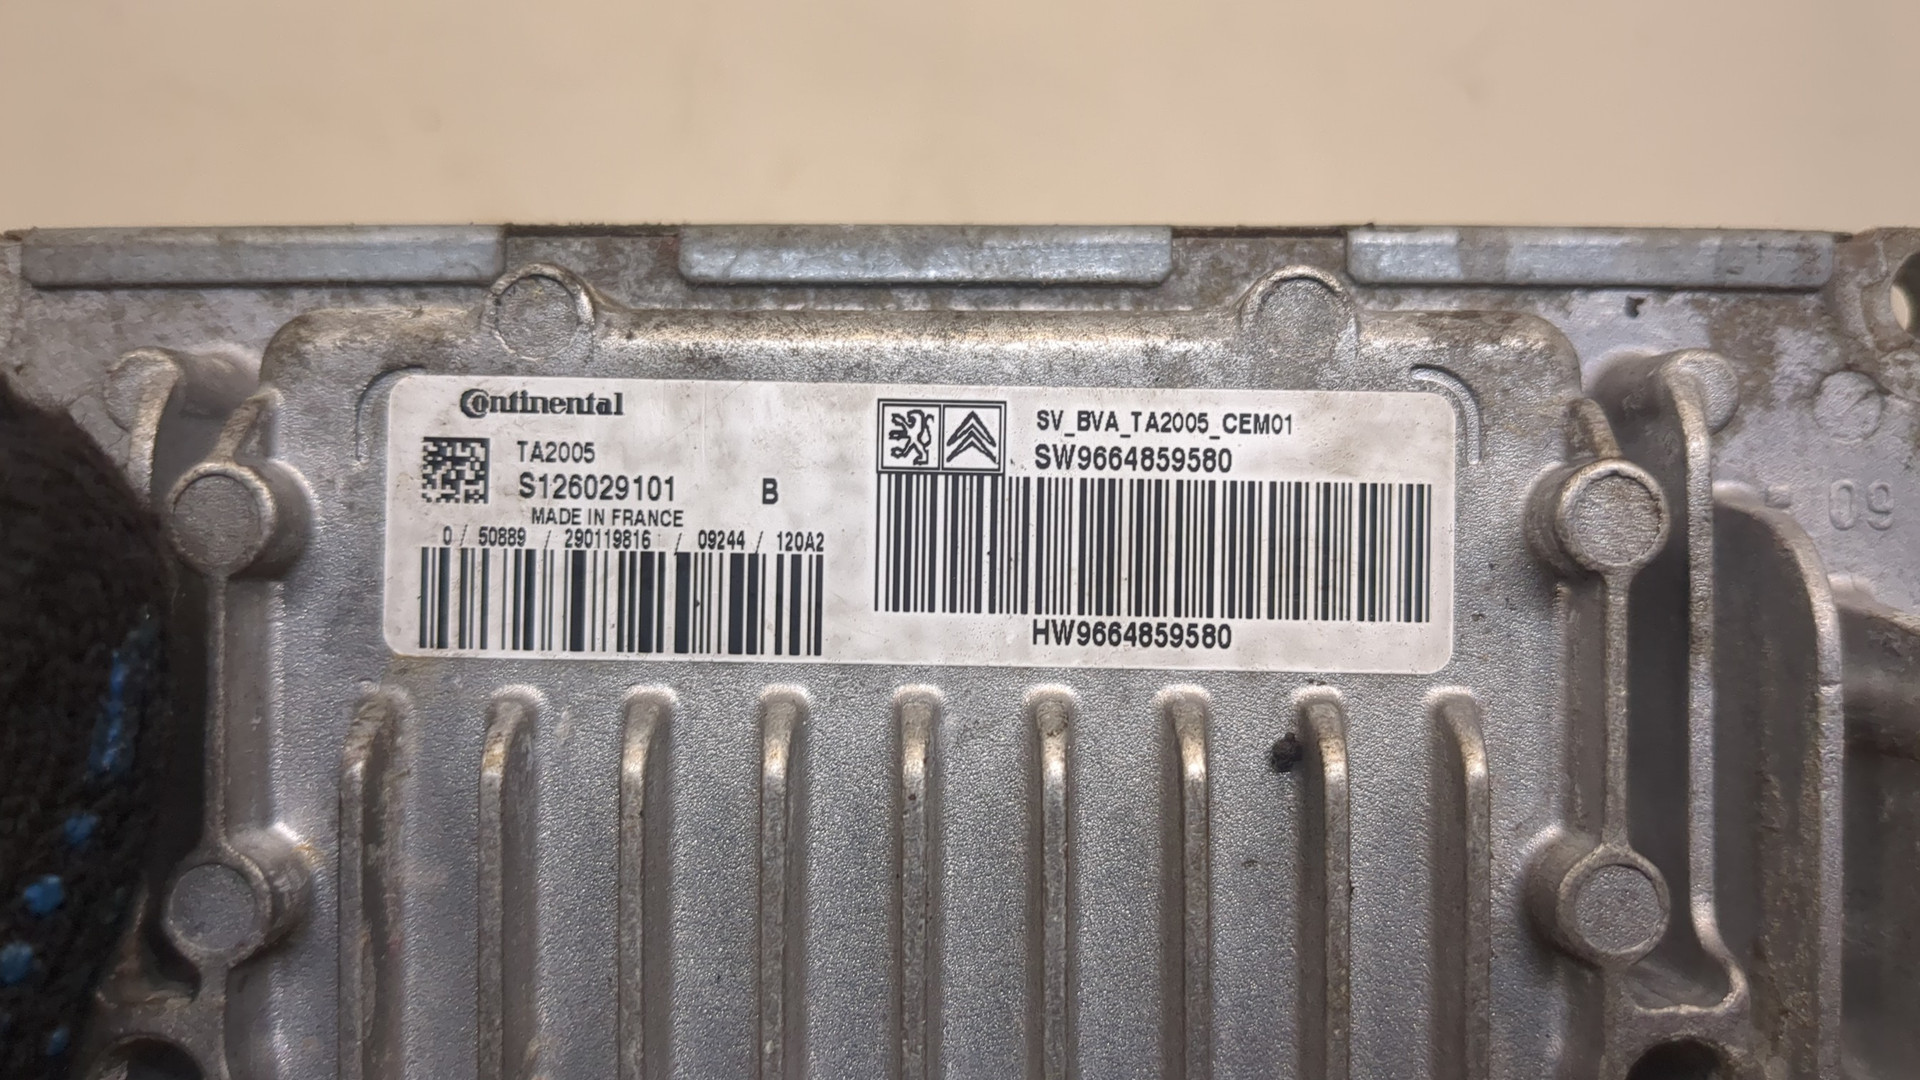 Continental
TA2005
S126029101 B
MADE IN FRANCE
0 / 50889 / 290119816 / 09244 / 120A2
SV_BVA_TA2005_CEM01
SW9664859580
HW9664859580
09